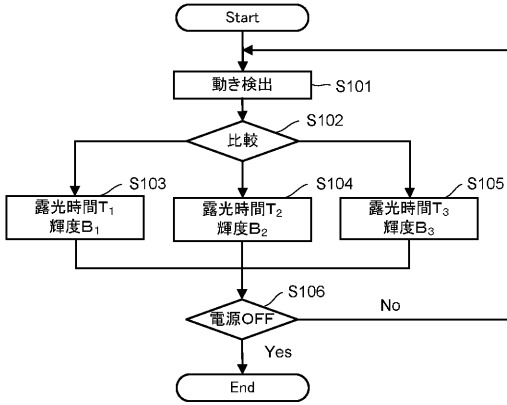 Start
動き検出
S101
比較
S102
S103
露光時間T₁
輝度B₁
S104
露光時間T₂
輝度B₂
S105
露光時間T₃
輝度B₃
S106
電源OFF
No
Yes
End